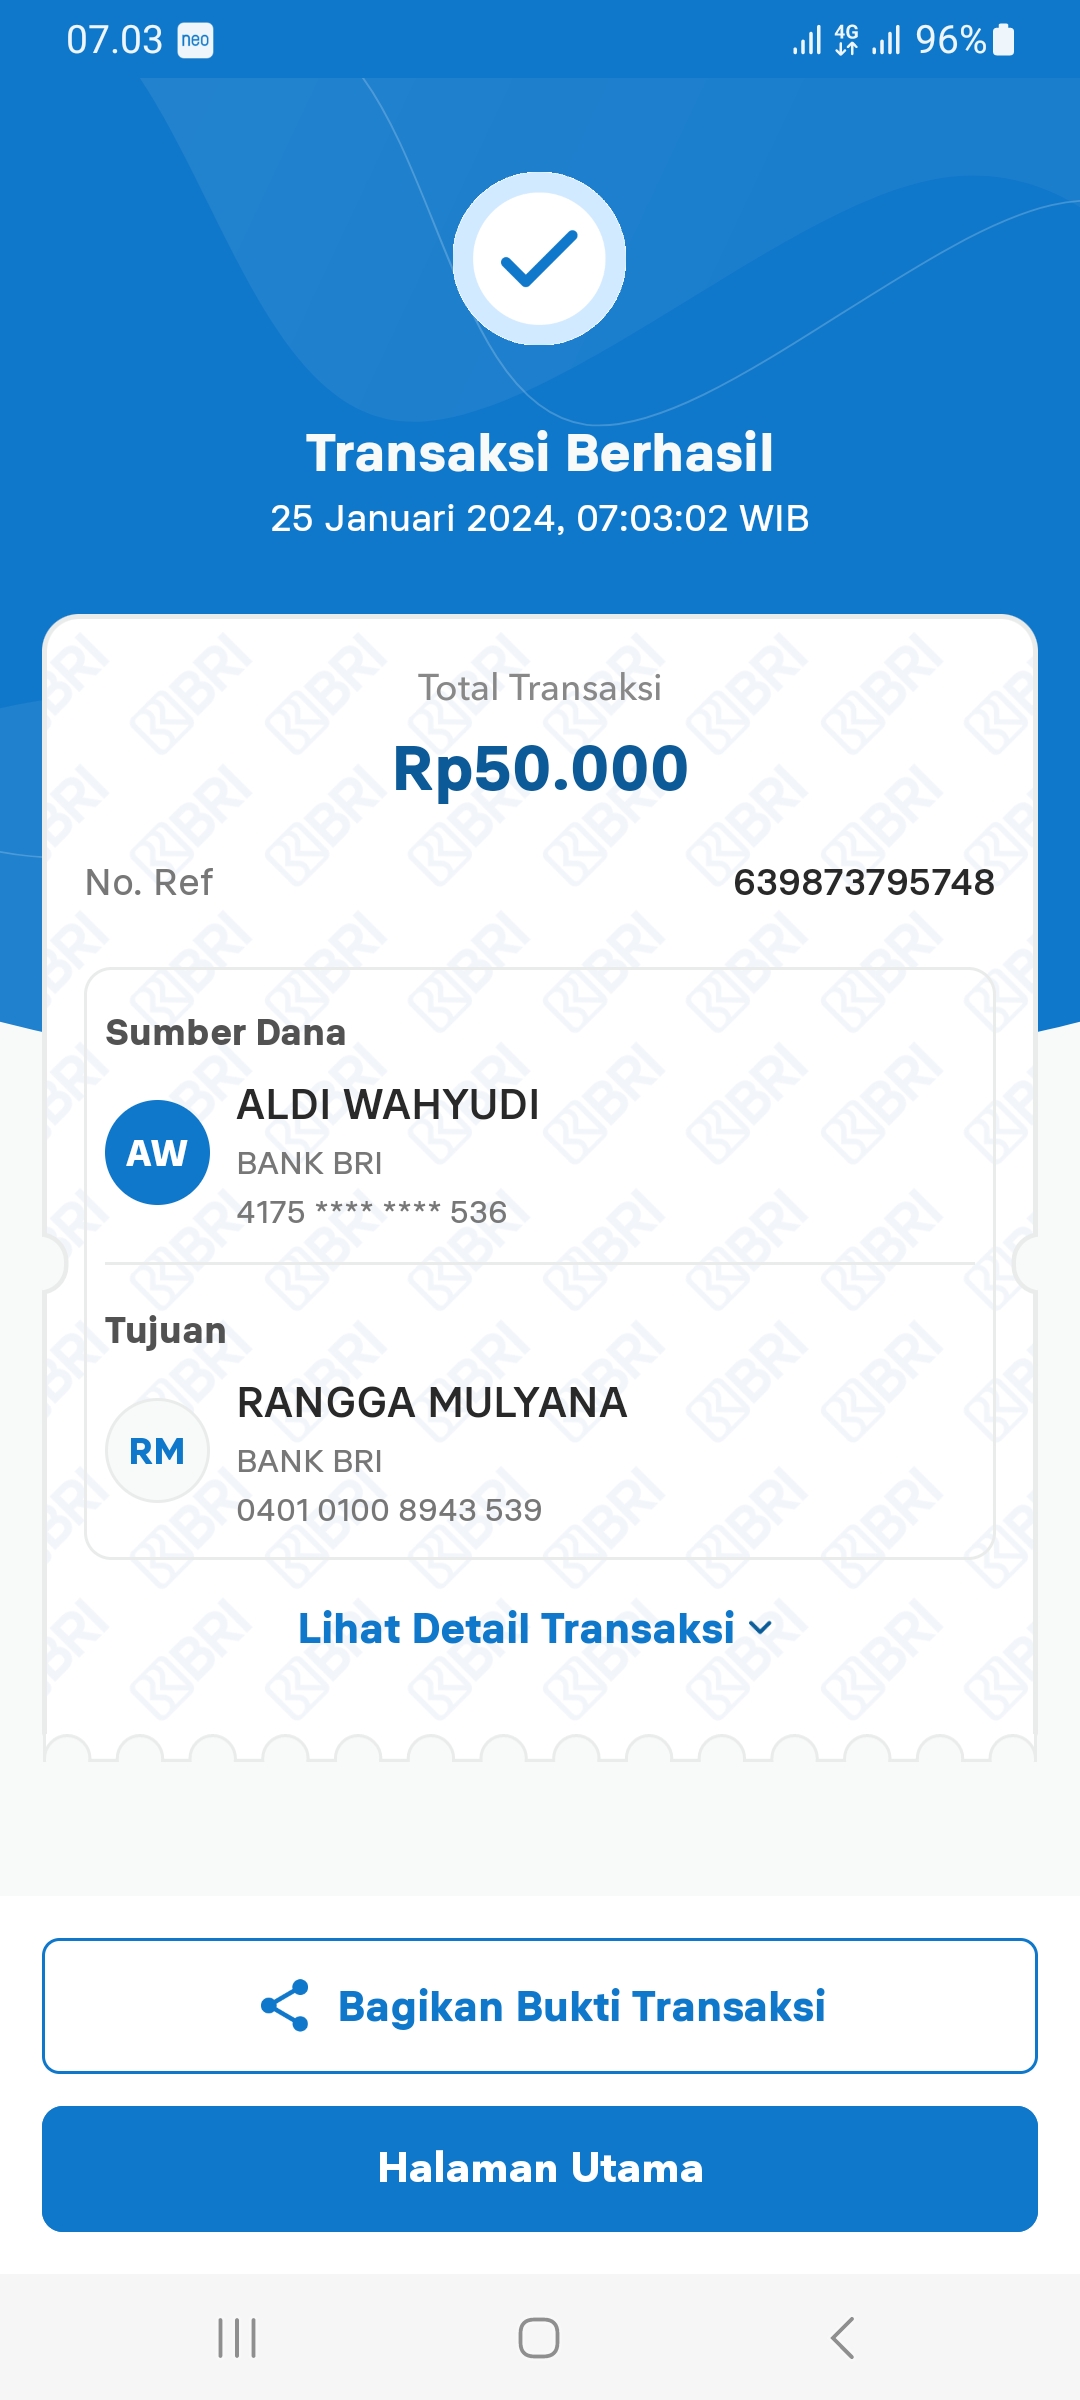 07.03 neo 4G 96%
Transaksi Berhasil
25 Januari 2024, 07:03:02 WIB
Total Transaksi
Rp50.000
No. Ref 639873795748
Sumber Dana
AW
ALDI WAHYUDI
BANK BRI
4175 **** **** 536
Tujuan
RM
RANGGA MULYANA
BANK BRI
0401 0100 8943 539
Lihat Detail Transaksi
Bagikan Bukti Transaksi
Halaman Utama